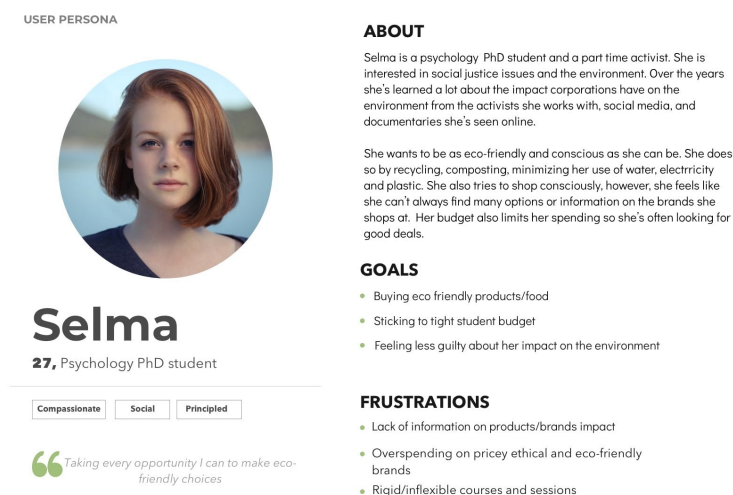 USER PERSONA
Selma
27, Psychology PhD student
Compassionate
Social
Principled
Taking every opportunity I can to make eco-
friendly choices
ABOUT
Selma is a psychology PhD student and a part time activist. She is
interested in social justice issues and the environment. Over the years
she's learned a lot about the impact corporations have on the
environment from the activists she works with, social media, and
documentaries she's seen online.
She wants to be as eco-friendly and conscious as she can be. She does
so by recycling, composting, minimizing her use of water, electrricity
and plastic. She also tries to shop consciously, however, she feels like
she can't always find many options or information on the brands she
shops at. Her budget also limits her spending so she's often looking for
good deals.
GOALS
Buying eco friendly products/food
Sticking to tight student budget
Feeling less guilty about her impact on the environment
FRUSTRATIONS
Lack of information on products/brands impact
Overspending on pricey ethical and eco-friendly
brands
Rigid/inflexible courses and sessions